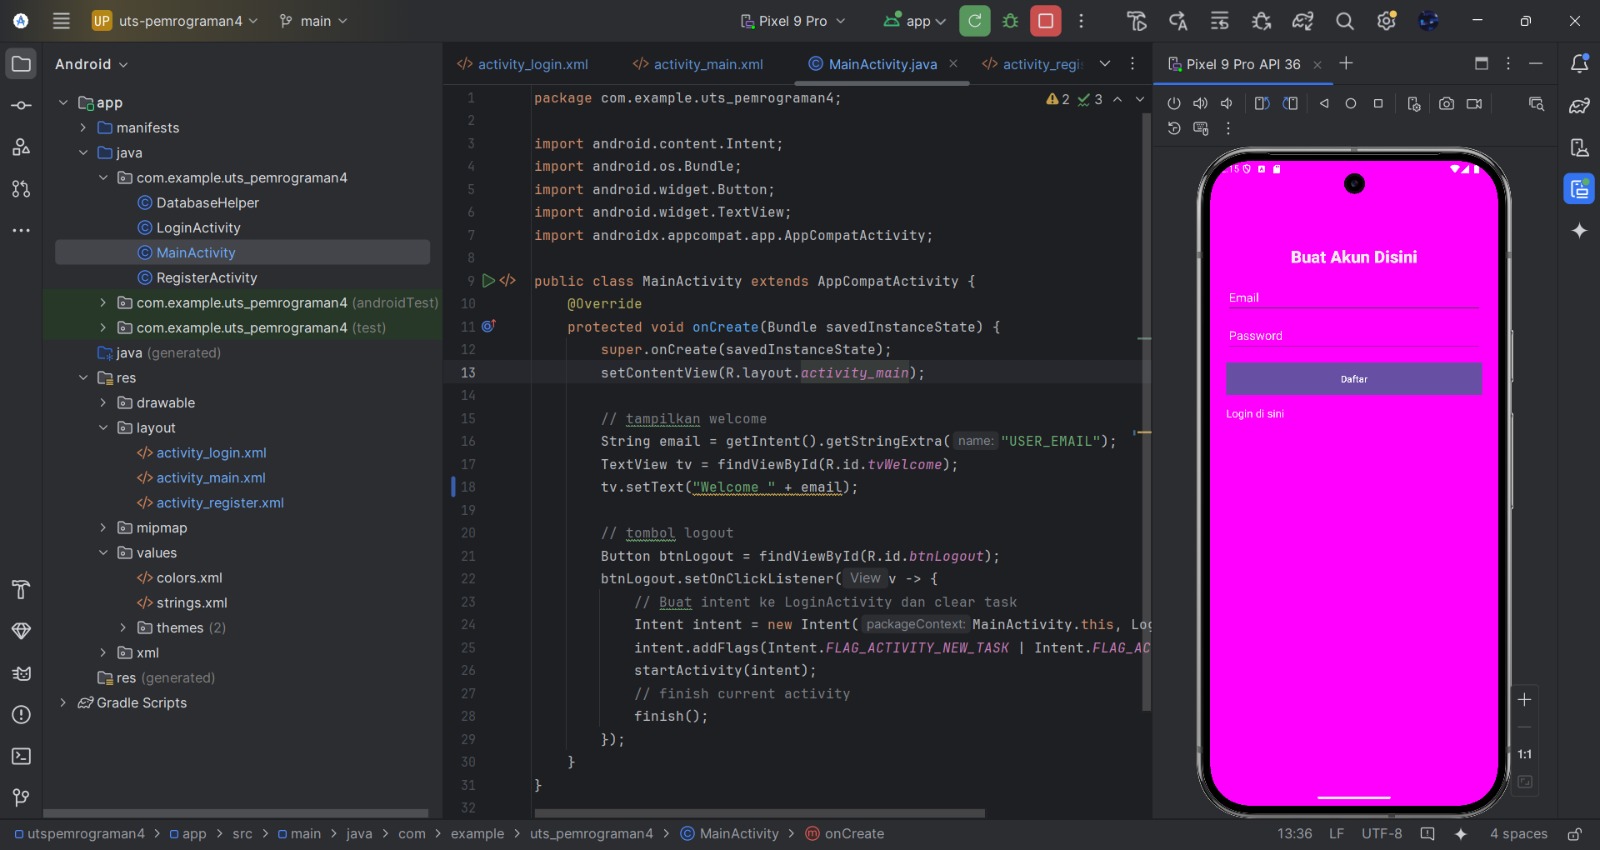 UP uts-pemrograman4 main Pixel 9 Pro app
Android
app
manifests
java
com.example.uts_pemrograman4
DatabaseHelper
LoginActivity
MainActivity
RegisterActivity
com.example.uts_pemrograman4 (androidTest)
com.example.uts_pemrograman4 (test)
java (generated)
res
drawable
layout
activity_login.xml
activity_main.xml
activity_register.xml
mipmap
values
colors.xml
strings.xml
themes (2)
xml
res (generated)
Gradle Scripts
activity_login.xml activity_main.xml MainActivity.java activity_regi
2 3
1 package com.example.uts_pemrograman4;
2
3 import android.content.Intent;
4 import android.os.Bundle;
5 import android.widget.Button;
6 import android.widget.TextView;
7 import androidx.appcompat.app.AppCompatActivity;
8
9 public class MainActivity extends AppCompatActivity {
10 @Override
11 protected void onCreate(Bundle savedInstanceState) {
12 super.onCreate(savedInstanceState);
13 setContentView(R.layout.activity_main);
14
15 // tampilkan welcome
16 String email = getIntent().getStringExtra( name: "USER_EMAIL");
17 TextView tv = findViewById(R.id.tvWelcome);
18 tv.setText("Welcome " + email);
19
20 // tombol logout
21 Button btnLogout = findViewById(R.id.btnLogout);
22 btnLogout.setOnClickListener( View v -> {
23 // Buat intent ke LoginActivity dan clear task
24 Intent intent = new Intent( packageContext: MainActivity.this, Log
25 intent.addFlags(Intent.FLAG_ACTIVITY_NEW_TASK | Intent.FLAG_AC
26 startActivity(intent);
27 // finish current activity
28 finish();
29 });
30 }
31 }
32
Pixel 9 Pro API 36
Buat Akun Disini
Email
Password
Daftar
Login di sini
1:1
utspemrograman4 > app > src > main > java > com > example > uts_pemrograman4 > MainActivity > onCreate
13:36 LF UTF-8 4 spaces